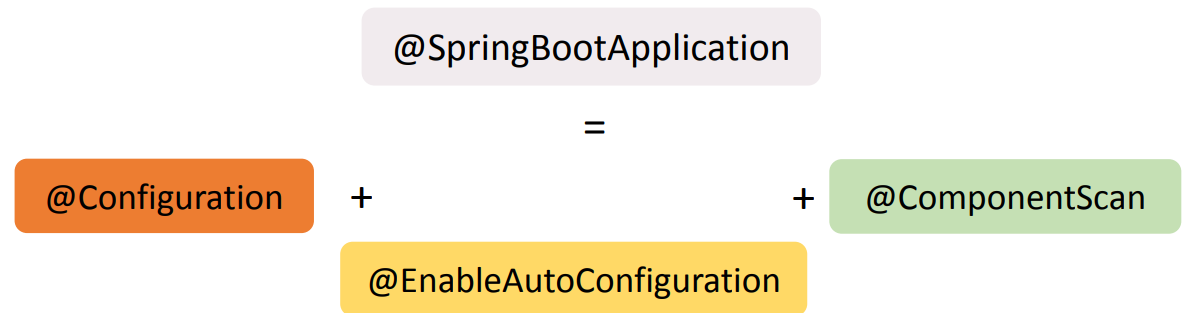 @SpringBootApplication
=
@Configuration + + @ComponentScan
@EnableAutoConfiguration